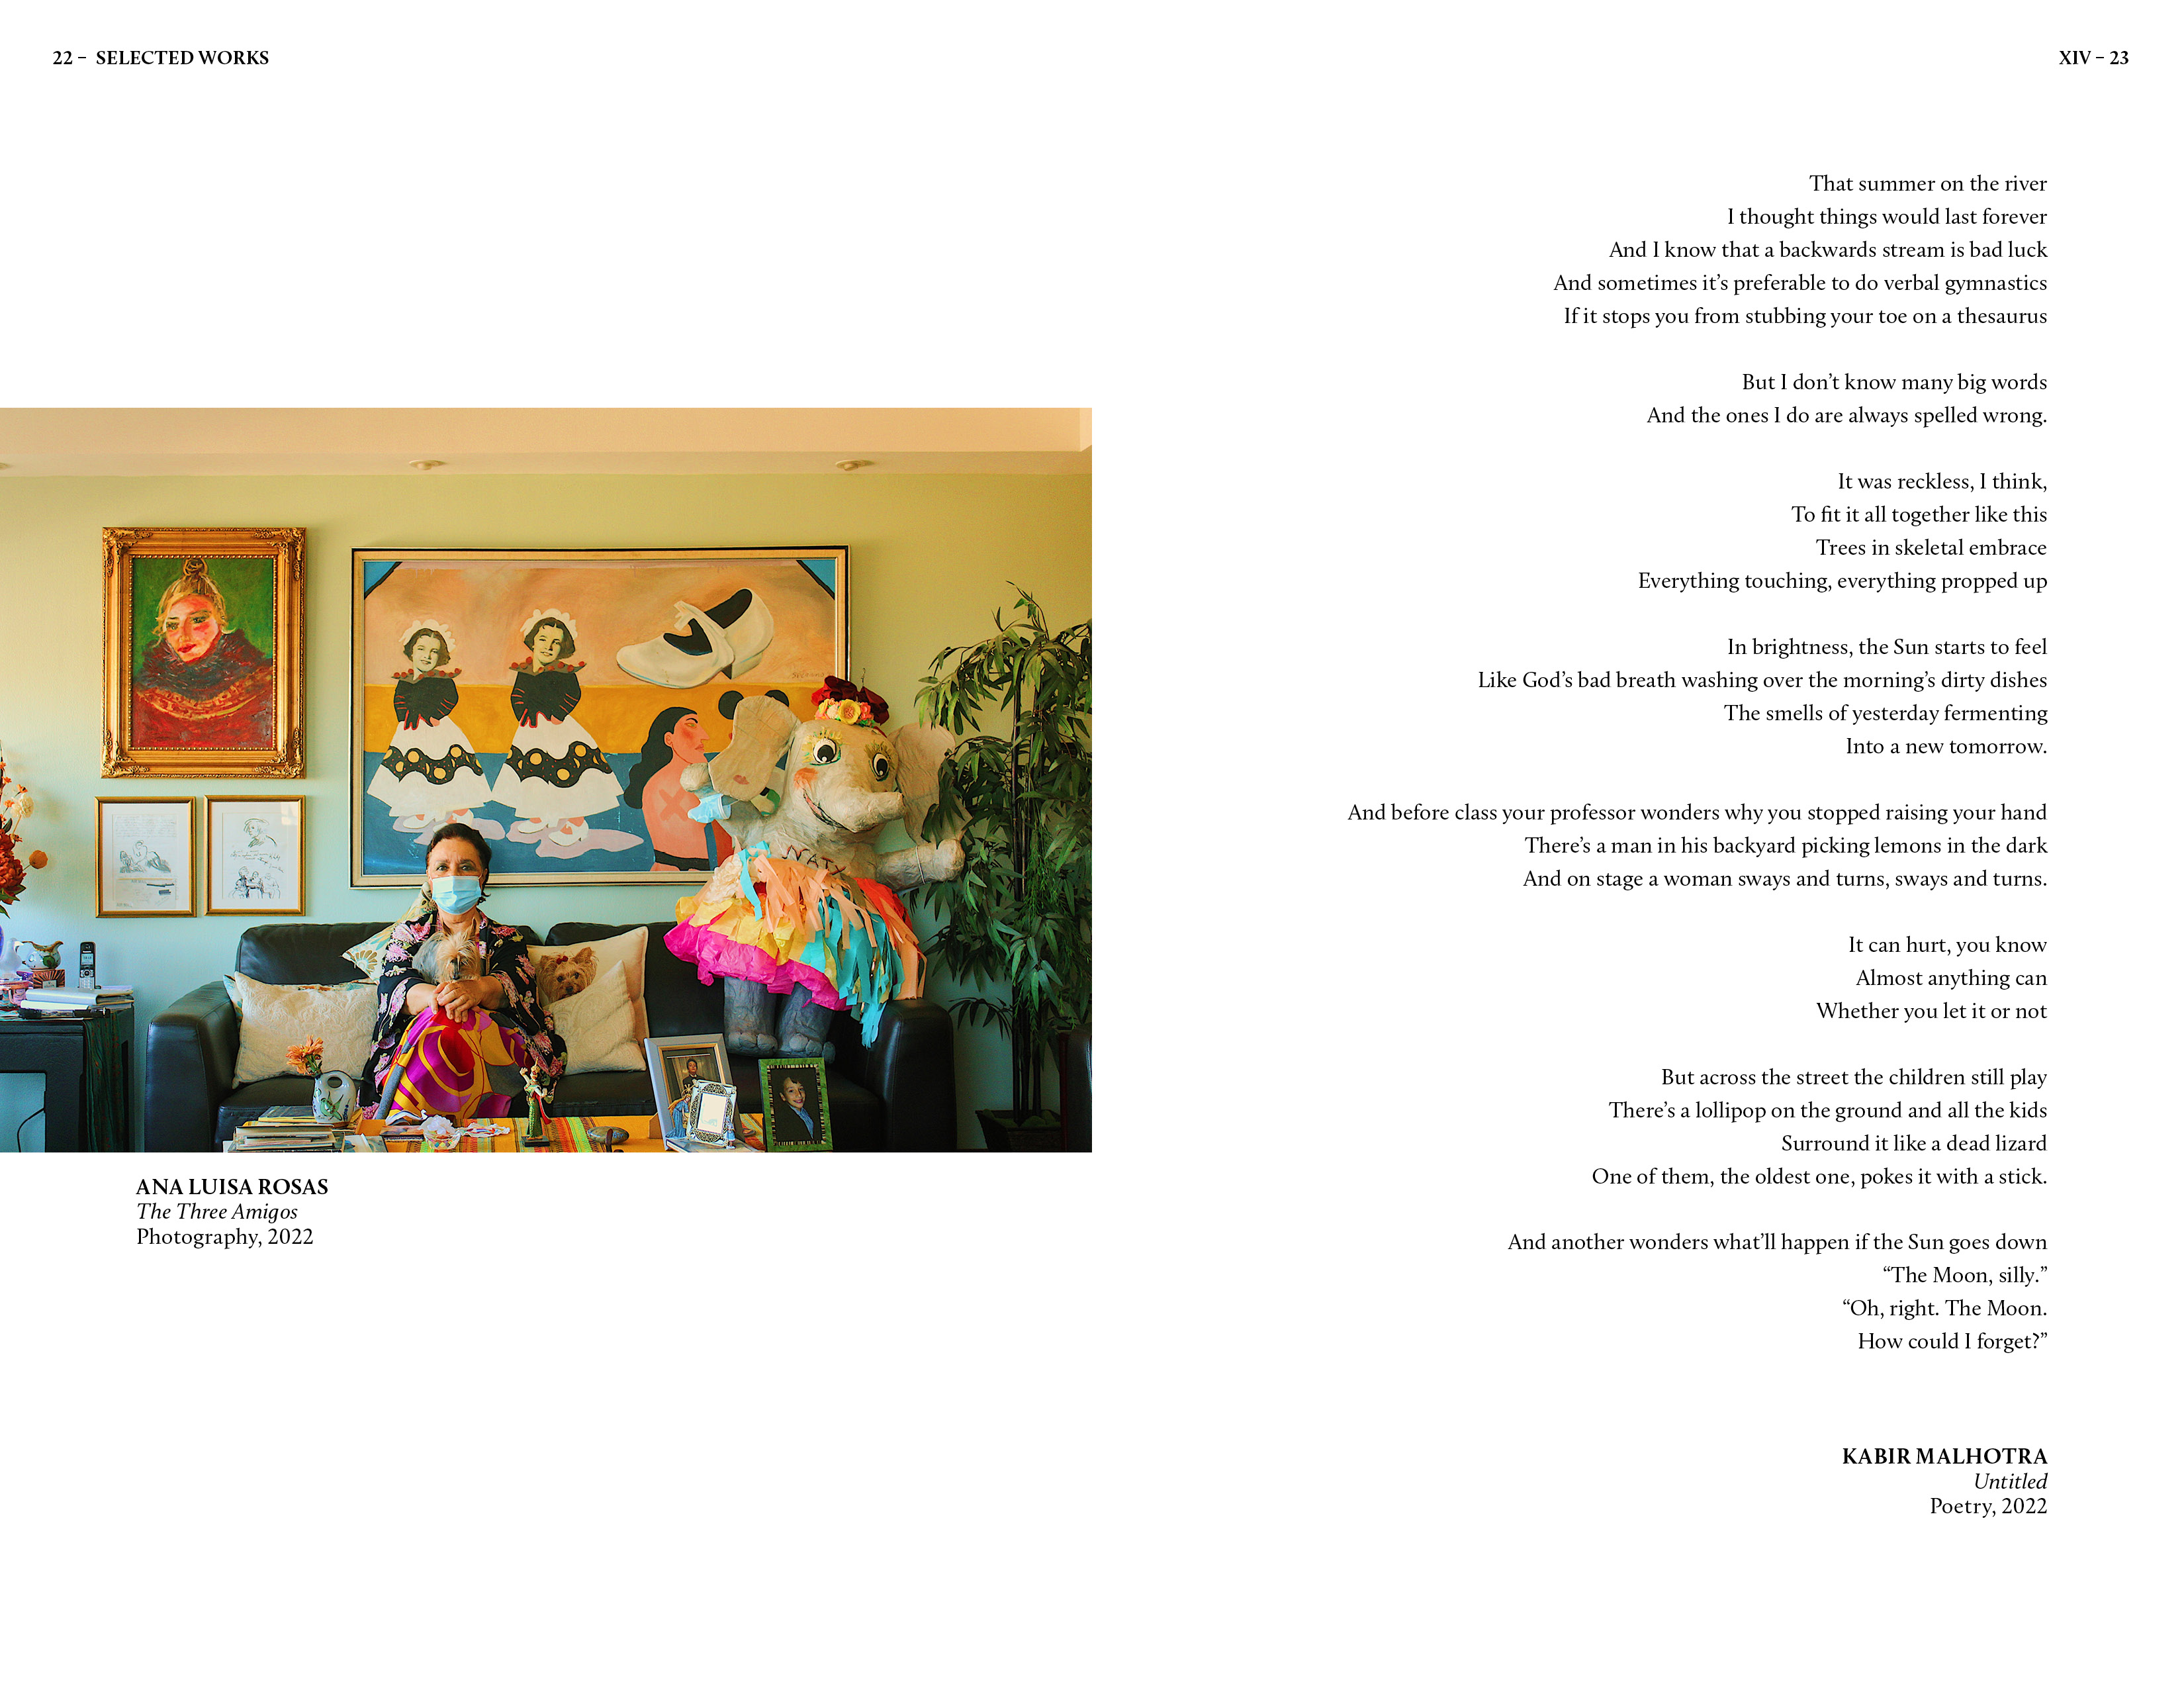 22 – SELECTED WORKS
XIV – 23
ANA LUISA ROSAS
The Three Amigos
Photography, 2022
That summer on the river
I thought things would last forever
And I know that a backwards stream is bad luck
And sometimes it’s preferable to do verbal gymnastics
If it stops you from stubbing your toe on a thesaurus
But I don’t know many big words
And the ones I do are always spelled wrong.
It was reckless, I think,
To fit it all together like this
Trees in skeletal embrace
Everything touching, everything propped up
In brightness, the Sun starts to feel
Like God’s bad breath washing over the morning’s dirty dishes
The smells of yesterday fermenting
Into a new tomorrow.
And before class your professor wonders why you stopped raising your hand
There’s a man in his backyard picking lemons in the dark
And on stage a woman sways and turns, sways and turns.
It can hurt, you know
Almost anything can
Whether you let it or not
But across the street the children still play
There’s a lollipop on the ground and all the kids
Surround it like a dead lizard
One of them, the oldest one, pokes it with a stick.
And another wonders what’ll happen if the Sun goes down
“The Moon, silly.”
“Oh, right. The Moon.
How could I forget?”
KABIR MALHOTRA
Untitled
Poetry, 2022